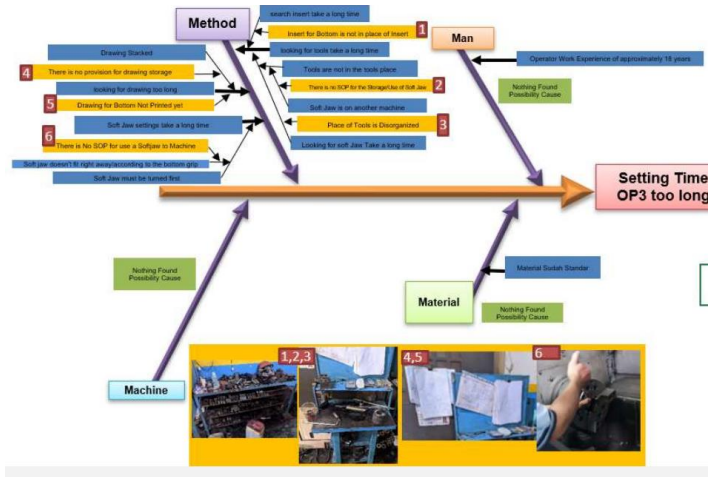 Method
search insert take a long time
1
Insert for Bottom is not in place of Insert
looking for tools take a long time
Tools are not in the tools place
2
There is no SOP for the Storage/Use of Soft Jaw
Soft Jaw is on another machine
3
Place of Tools is Disorganized
Looking for soft Jaw Take a long time
Drawing Stacked
4
There is no provision for drawing storage
looking for drawing too long
5
Drawing for Bottom Not Printed yet
Soft Jaw settings take a long time
6
There is No SOP for use a Softjaw to Machine
Soft jaw doesn't fit right away/according to the bottom grip
Soft Jaw must be turned first
Man
Operator Work Experience of approximately 16 years
Nothing Found
Possibility Cause
Setting Time
OP3 too long
Nothing Found
Possibility Cause
Machine
Material Sudah Standar
Material
Nothing Found
Possibility Cause
1,2,3
4,5
6